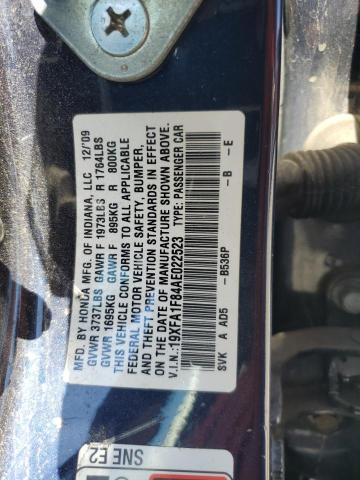 MFD. BY HONDA MFG. OF INDIANA, LLC 12/'09
GVWR 3737LBS GAWR F 1973LBS R 1764LBS
GVWR 1695KG GAWR F 895KG R 800KG
THIS VEHICLE CONFORMS TO ALL APPLICABLE
FEDERAL MOTOR VEHICLE SAFETY, BUMPER,
AND THEFT PREVENTION STANDARDS IN EFFECT
ON THE DATE OF MANUFACTURE SHOWN ABOVE.
V.I.N.:19XFA1F84AE022523 TYPE: PASSENGER CAR
SVK A AD5 -B536P -B -E
SNE E2